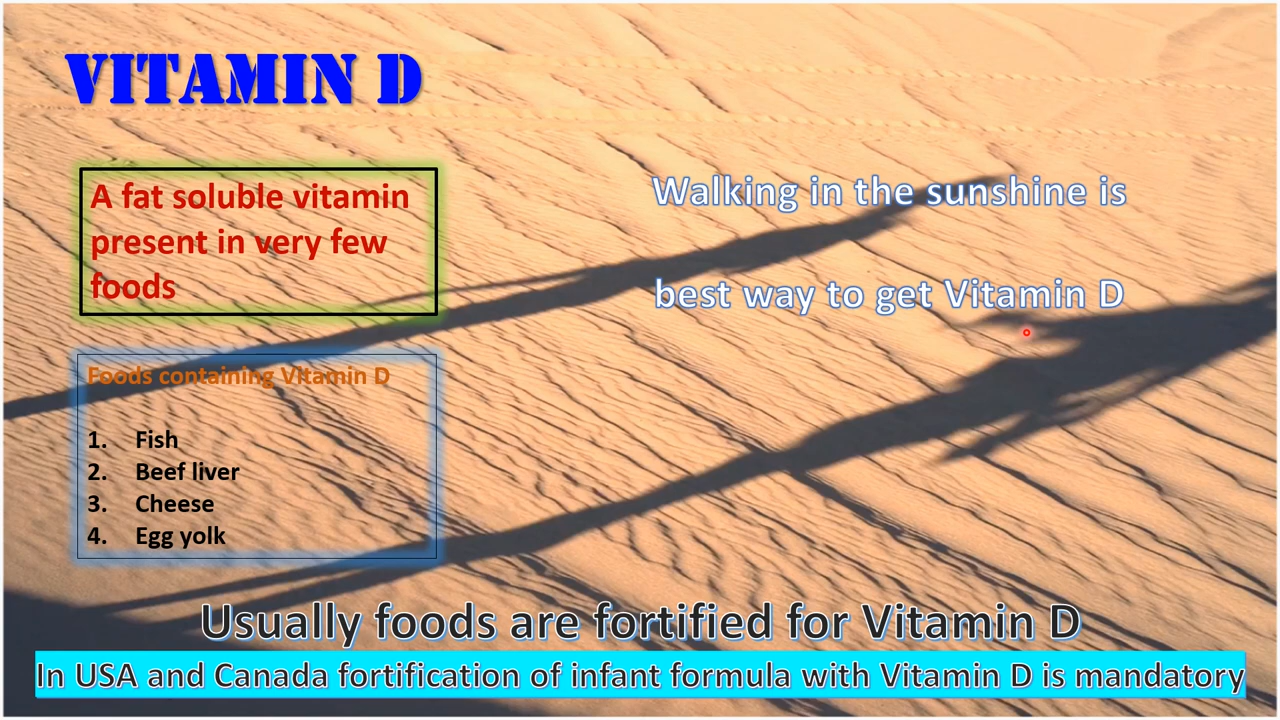 VITAMIN D
A fat soluble vitamin
present in very few
foods
Walking in the sunshine is
best way to get Vitamin D
Foods containing Vitamin D
1. Fish
2. Beef liver
3. Cheese
4. Egg yolk
Usually foods are fortified for Vitamin D
In USA and Canada fortification of infant formula with Vitamin D is mandatory